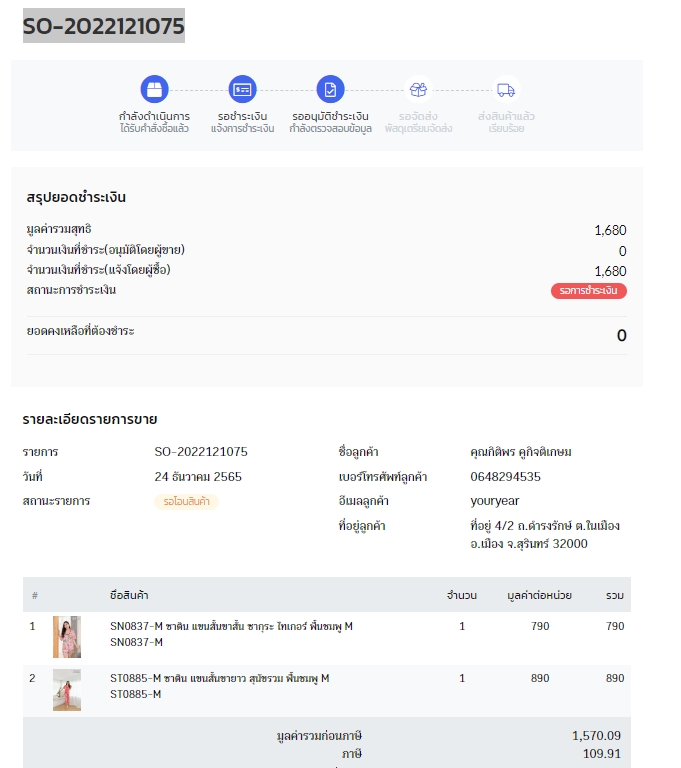 SO-2022121075
กำลังดำเนินการ
ได้รับคำสั่งซื้อแล้ว
รอชำระเงิน
แจ้งการชำระเงิน
รออนุมัติชำระเงิน
กำลังตรวจสอบข้อมูล
รอจัดส่ง
พัสดุเตรียมจัดส่ง
ส่งสินค้าแล้ว
เรียบร้อย
สรุปยอดชำระเงิน
มูลค่ารวมสุทธิ 1,680
จำนวนเงินที่ชำระ(อนุมัติโดยผู้ขาย) 0
จำนวนเงินที่ชำระ(แจ้งโดยผู้ซื้อ) 1,680
สถานะการชำระเงิน รอการชำระเงิน
ยอดคงเหลือที่ต้องชำระ 0
รายละเอียดรายการขาย
รายการ SO-2022121075 ชื่อลูกค้า คุณกิติพร คูกิจติเกษม
วันที่ 24 ธันวาคม 2565 เบอร์โทรศัพท์ลูกค้า 0648294535
สถานะรายการ รอโอนสินค้า อีเมลลูกค้า youryear
ที่อยู่ลูกค้า ที่อยู่ 4/2 ถ.ดำรงรักษ์ ต.ในเมือง
อ.เมือง จ.สุรินทร์ 32000
# ชื่อสินค้า จำนวน มูลค่าต่อหน่วย รวม
1 SN0837-M ซาติน แขนสั้นขาสั้น ซากุระ ไทเกอร์ พื้นชมพู M 1 790 790
SN0837-M
2 ST0885-M ซาติน แขนสั้นขายาว สุนัขรวม พื้นชมพู M 1 890 890
ST0885-M
มูลค่ารวมก่อนภาษี 1,570.09
ภาษี 109.91